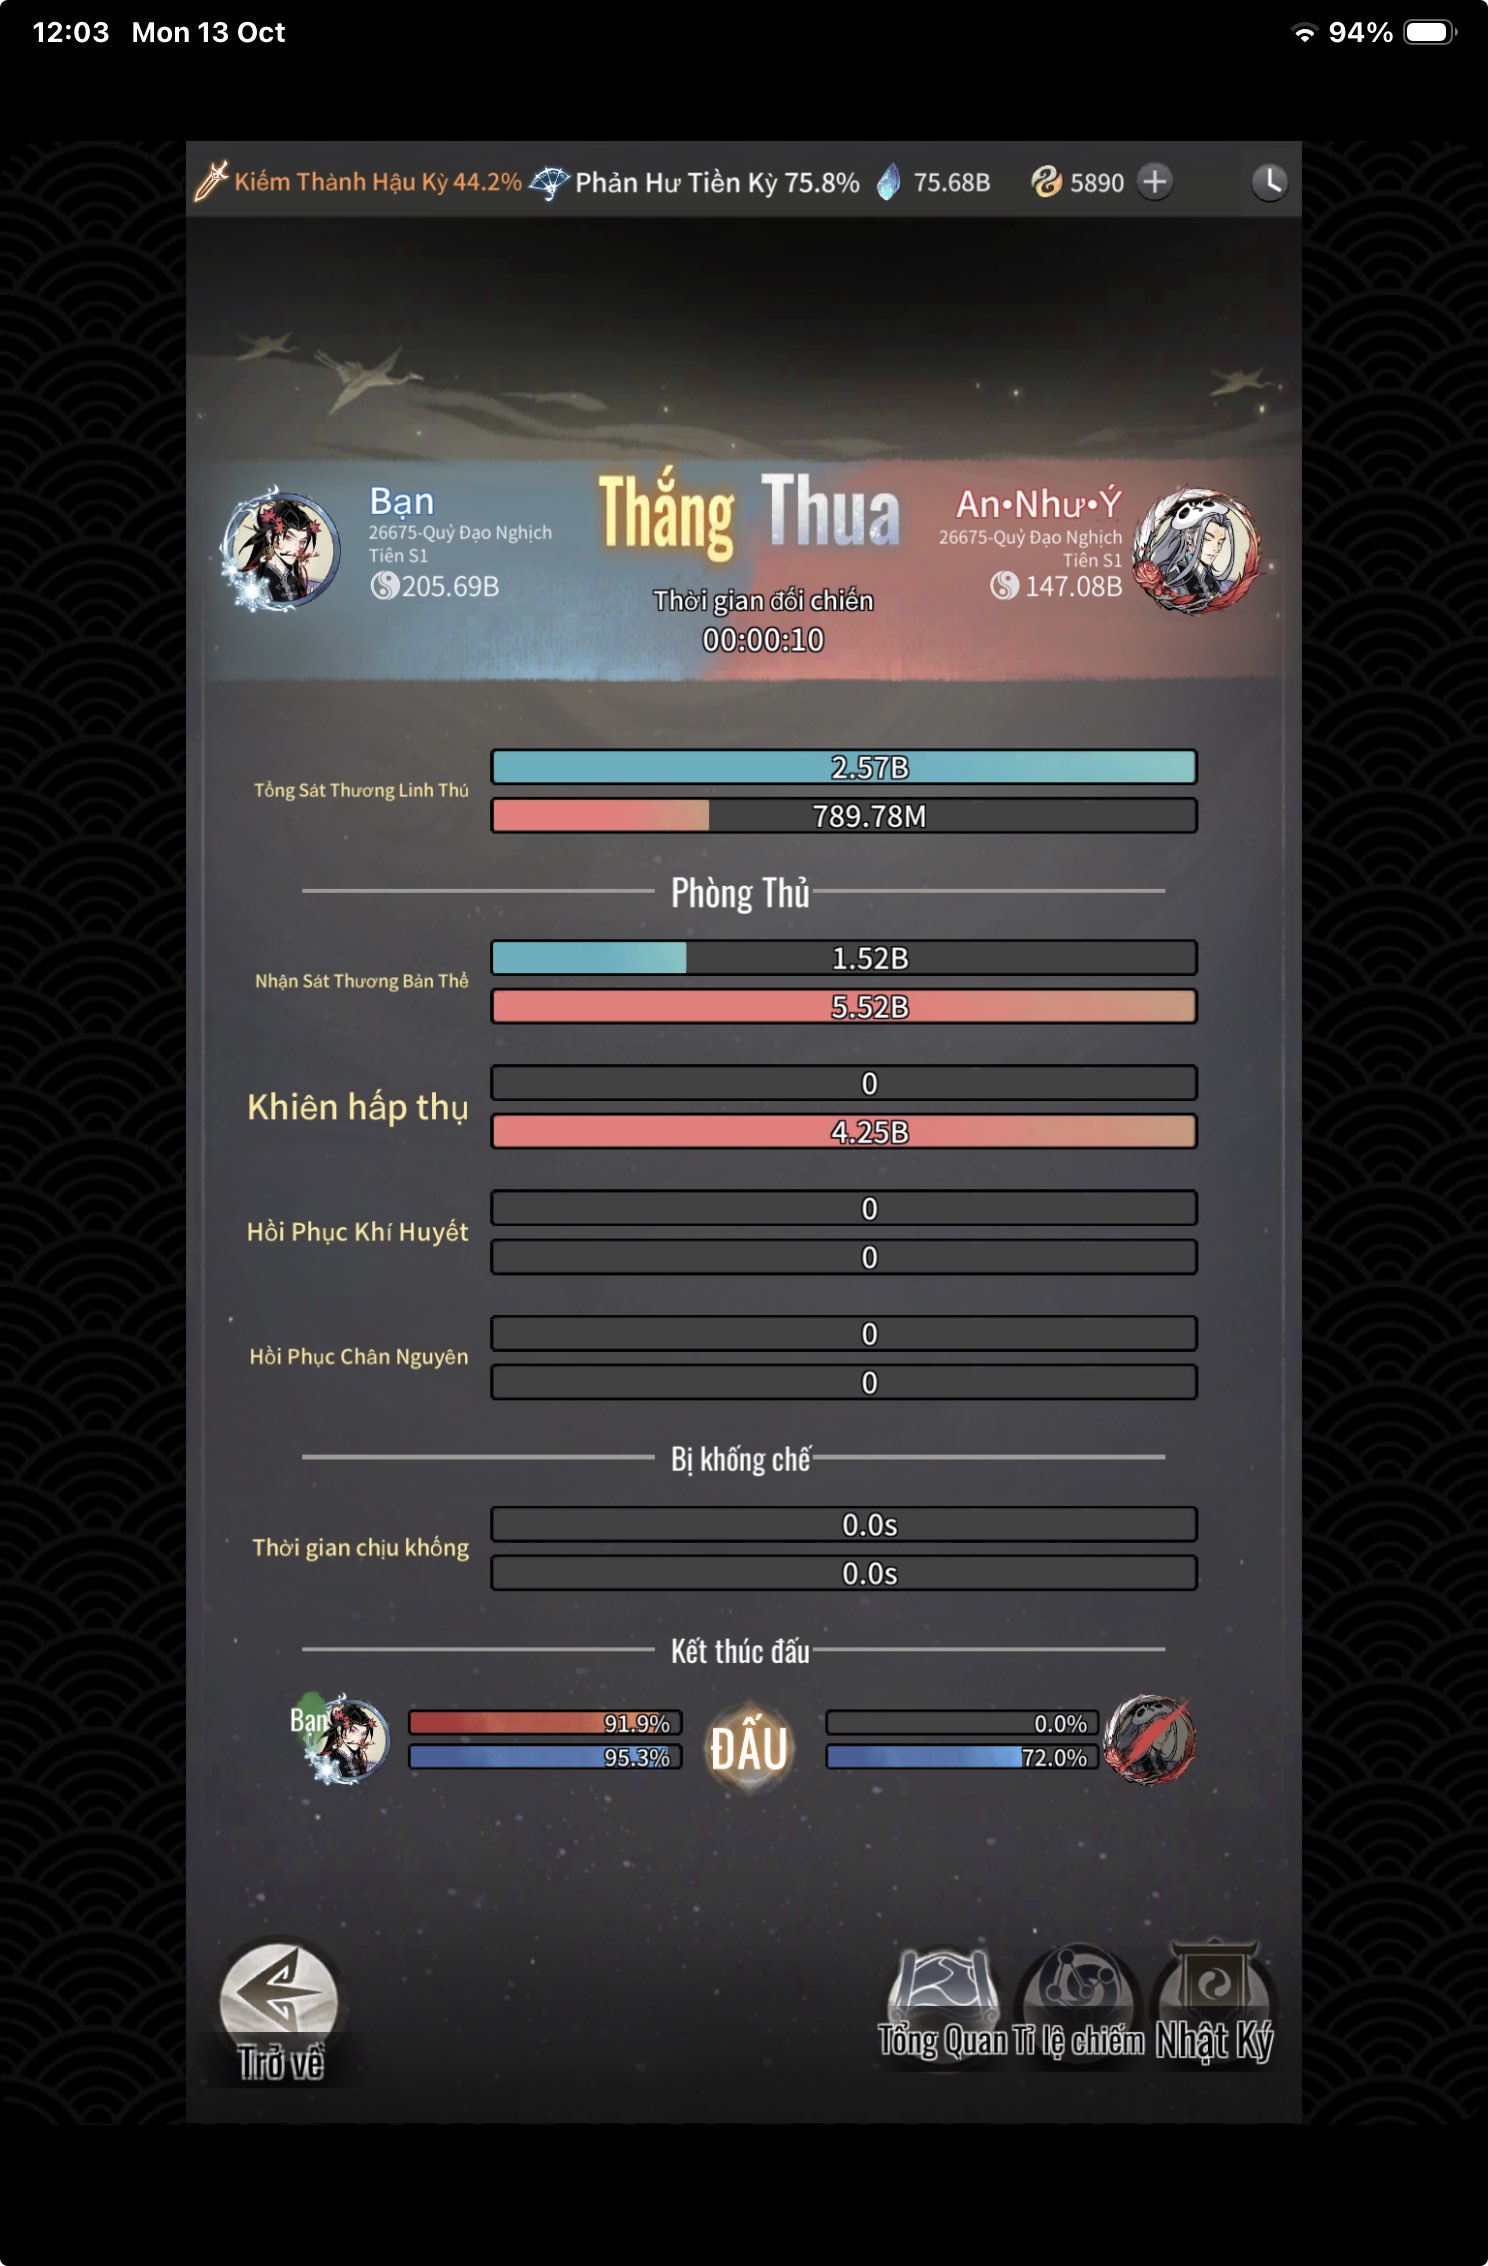 12:03 Mon 13 Oct 94%
Kiếm Thành Hậu Kỳ 44.2% Phản Hư Tiền Kỳ 75.8% 75.68B 5890
Bạn
26675-Quỷ Đạo Nghịch
Tiên S1
205.69B
Thắng Thua
Thời gian đối chiến
00:00:10
An•Như•Ý
26675-Quỷ Đạo Nghịch
Tiên S1
147.08B
Tổng Sát Thương Linh Thú
2.57B
789.78M
Phòng Thủ
Nhận Sát Thương Bản Thể
1.52B
5.52B
Khiên hấp thụ
0
4.25B
Hồi Phục Khí Huyết
0
0
Hồi Phục Chân Nguyên
0
0
Bị khống chế
Thời gian chịu khống
0.0s
0.0s
Kết thúc đấu
Bạn
91.9%
95.3%
ĐẤU
0.0%
72.0%
Trở về
Tổng Quan
Tỉ lệ chiếm
Nhật Ký